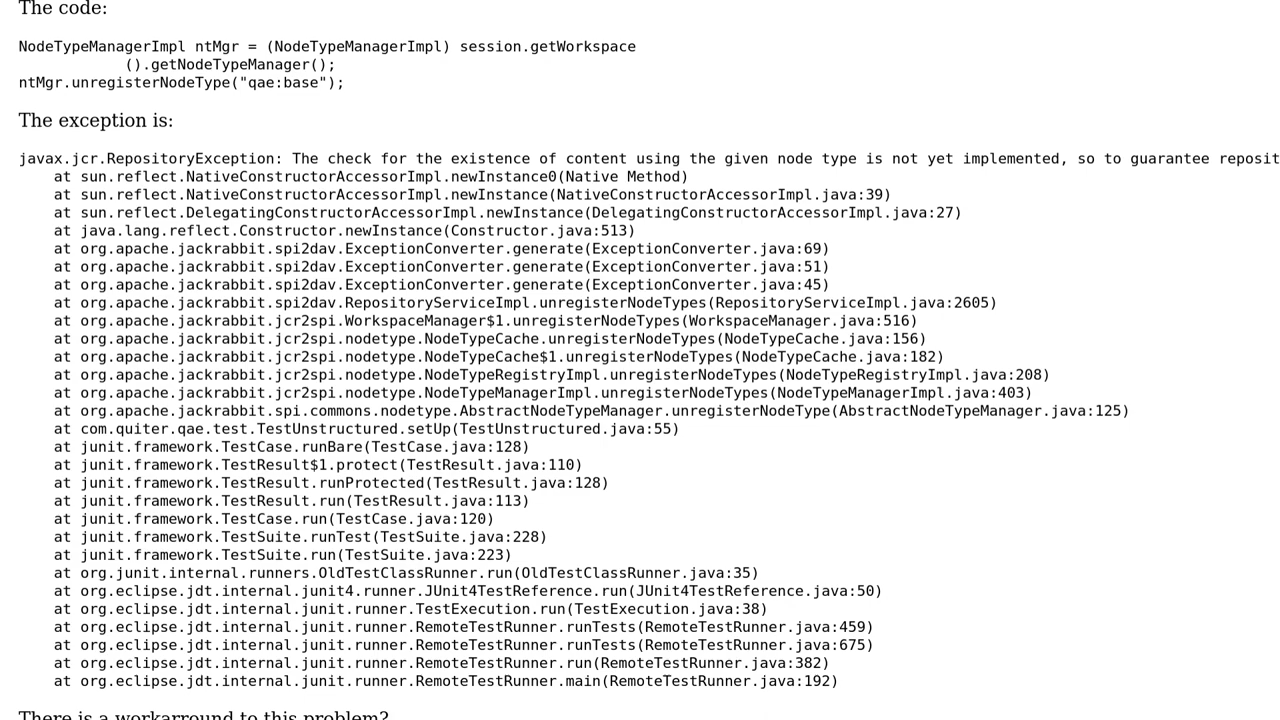 The code:
NodeTypeManagerImpl ntMgr = (NodeTypeManagerImpl) session.getWorkspace
().getNodeTypeManager();
ntMgr.unregisterNodeType("qae:base");
The exception is:
javax.jcr.RepositoryException: The check for the existence of content using the given node type is not yet implemented, so to guarantee reposit
at sun.reflect.NativeConstructorAccessorImpl.newInstance0(Native Method)
at sun.reflect.NativeConstructorAccessorImpl.newInstance(NativeConstructorAccessorImpl.java:39)
at sun.reflect.DelegatingConstructorAccessorImpl.newInstance(DelegatingConstructorAccessorImpl.java:27)
at java.lang.reflect.Constructor.newInstance(Constructor.java:513)
at org.apache.jackrabbit.spi2dav.ExceptionConverter.generate(ExceptionConverter.java:69)
at org.apache.jackrabbit.spi2dav.ExceptionConverter.generate(ExceptionConverter.java:51)
at org.apache.jackrabbit.spi2dav.ExceptionConverter.generate(ExceptionConverter.java:45)
at org.apache.jackrabbit.spi2dav.RepositoryServiceImpl.unregisterNodeTypes(RepositoryServiceImpl.java:2605)
at org.apache.jackrabbit.jcr2spi.WorkspaceManager$1.unregisterNodeTypes(WorkspaceManager.java:516)
at org.apache.jackrabbit.jcr2spi.nodetype.NodeTypeCache.unregisterNodeTypes(NodeTypeCache.java:156)
at org.apache.jackrabbit.jcr2spi.nodetype.NodeTypeCache$1.unregisterNodeTypes(NodeTypeCache.java:182)
at org.apache.jackrabbit.jcr2spi.nodetype.NodeTypeRegistryImpl.unregisterNodeTypes(NodeTypeRegistryImpl.java:208)
at org.apache.jackrabbit.jcr2spi.nodetype.NodeTypeManagerImpl.unregisterNodeTypes(NodeTypeManagerImpl.java:403)
at org.apache.jackrabbit.spi.commons.nodetype.AbstractNodeTypeManager.unregisterNodeType(AbstractNodeTypeManager.java:125)
at com.quiter.qae.test.TestUnstructured.setUp(TestUnstructured.java:55)
at junit.framework.TestCase.runBare(TestCase.java:128)
at junit.framework.TestResult$1.protect(TestResult.java:110)
at junit.framework.TestResult.runProtected(TestResult.java:128)
at junit.framework.TestResult.run(TestResult.java:113)
at junit.framework.TestCase.run(TestCase.java:120)
at junit.framework.TestSuite.runTest(TestSuite.java:228)
at junit.framework.TestSuite.run(TestSuite.java:223)
at org.junit.internal.runners.OldTestClassRunner.run(OldTestClassRunner.java:35)
at org.eclipse.jdt.internal.junit4.runner.JUnit4TestReference.run(JUnit4TestReference.java:50)
at org.eclipse.jdt.internal.junit.runner.TestExecution.run(TestExecution.java:38)
at org.eclipse.jdt.internal.junit.runner.RemoteTestRunner.runTests(RemoteTestRunner.java:459)
at org.eclipse.jdt.internal.junit.runner.RemoteTestRunner.runTests(RemoteTestRunner.java:675)
at org.eclipse.jdt.internal.junit.runner.RemoteTestRunner.run(RemoteTestRunner.java:382)
at org.eclipse.jdt.internal.junit.runner.RemoteTestRunner.main(RemoteTestRunner.java:192)
There is a workarround to this problem?